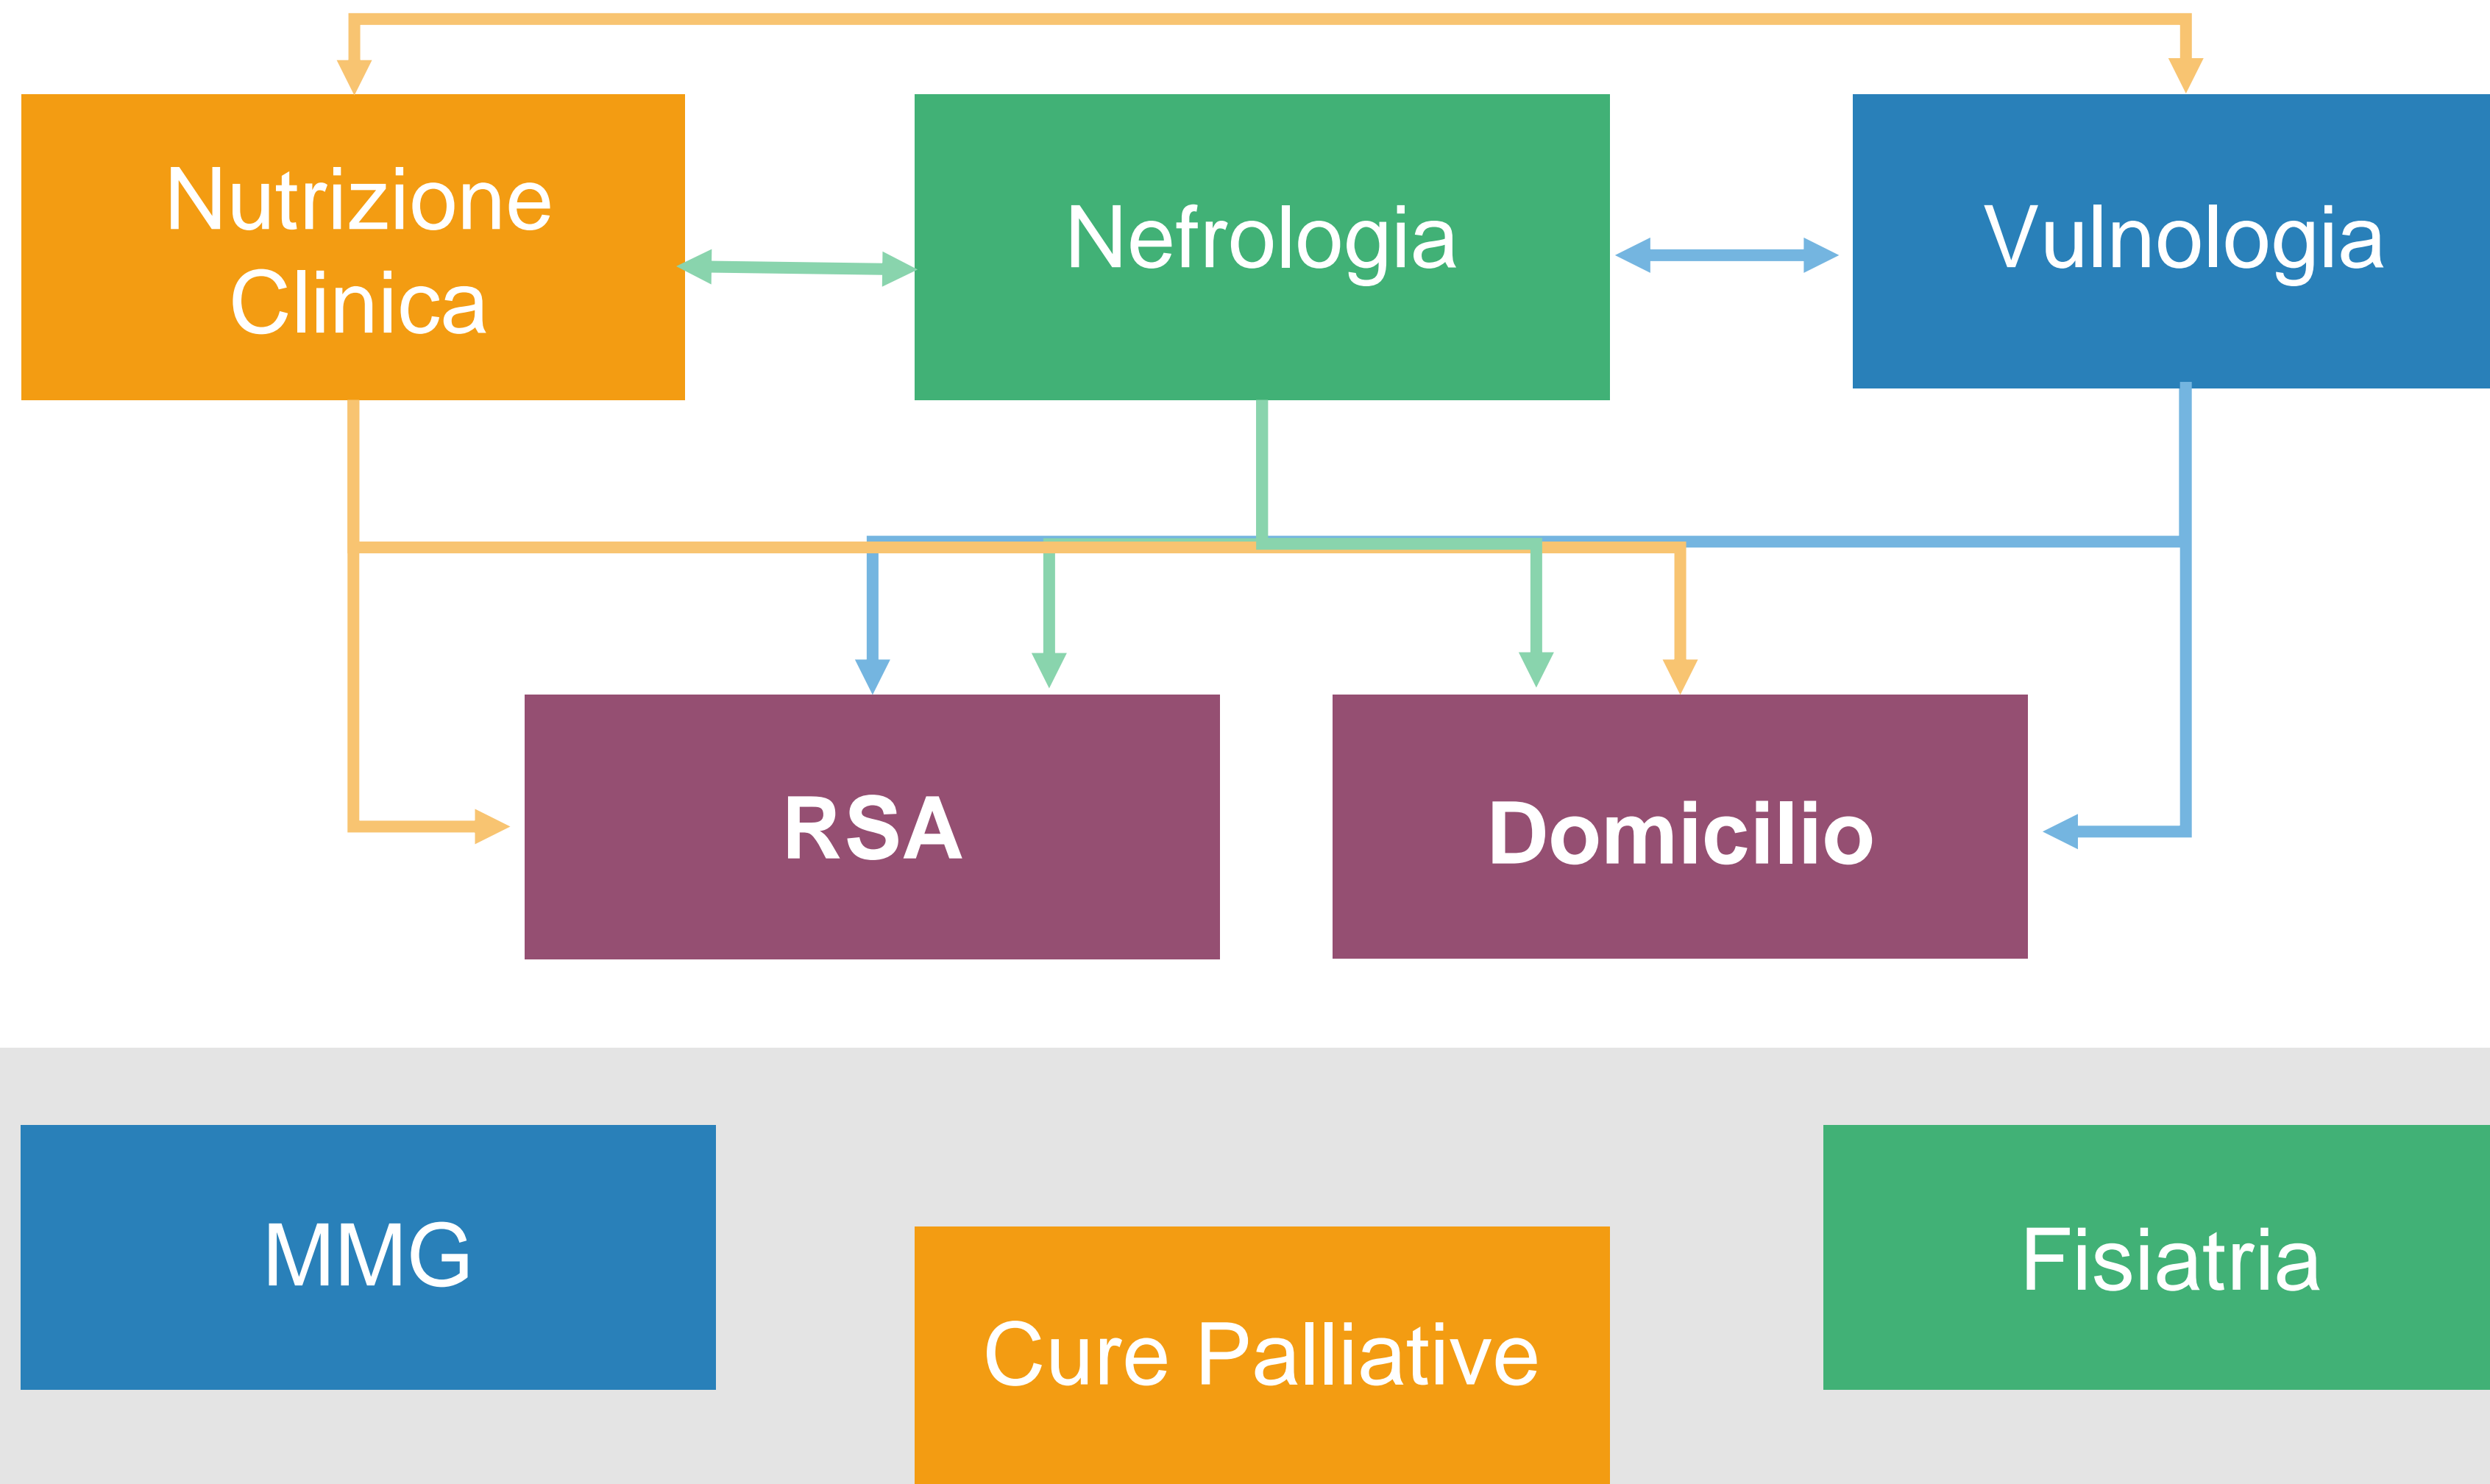 Nutrizione
Clinica
Nefrologia
Vulnologia
RSA
Domicilio
MMG
Cure Palliative
Fisiatria